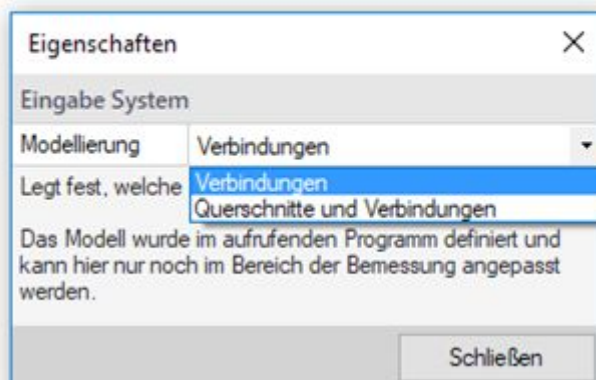 Eigenschaften
Eingabe System
Modellierung Verbindungen
Legt fest, welche Verbindungen
Querschnitte und Verbindungen
Das Modell wurde im aufrufenden Programm definiert und
kann hier nur noch im Bereich der Bemessung angepasst
werden.
Schließen